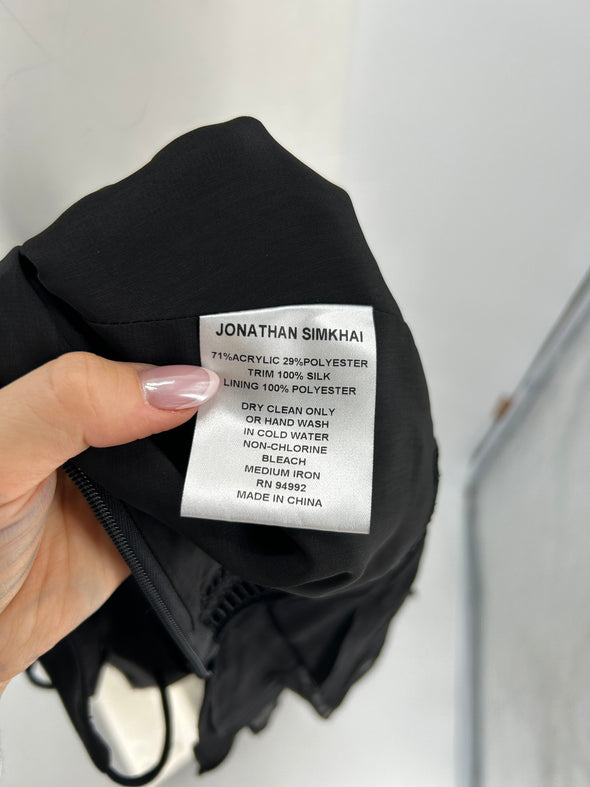 JONATHAN SIMKHAI
71%ACRYLIC 29%POLYESTER
TRIM 100% SILK
LINING 100% POLYESTER
DRY CLEAN ONLY
OR HAND WASH
IN COLD WATER
NON-CHLORINE
BLEACH
MEDIUM IRON
RN 94992
MADE IN CHINA